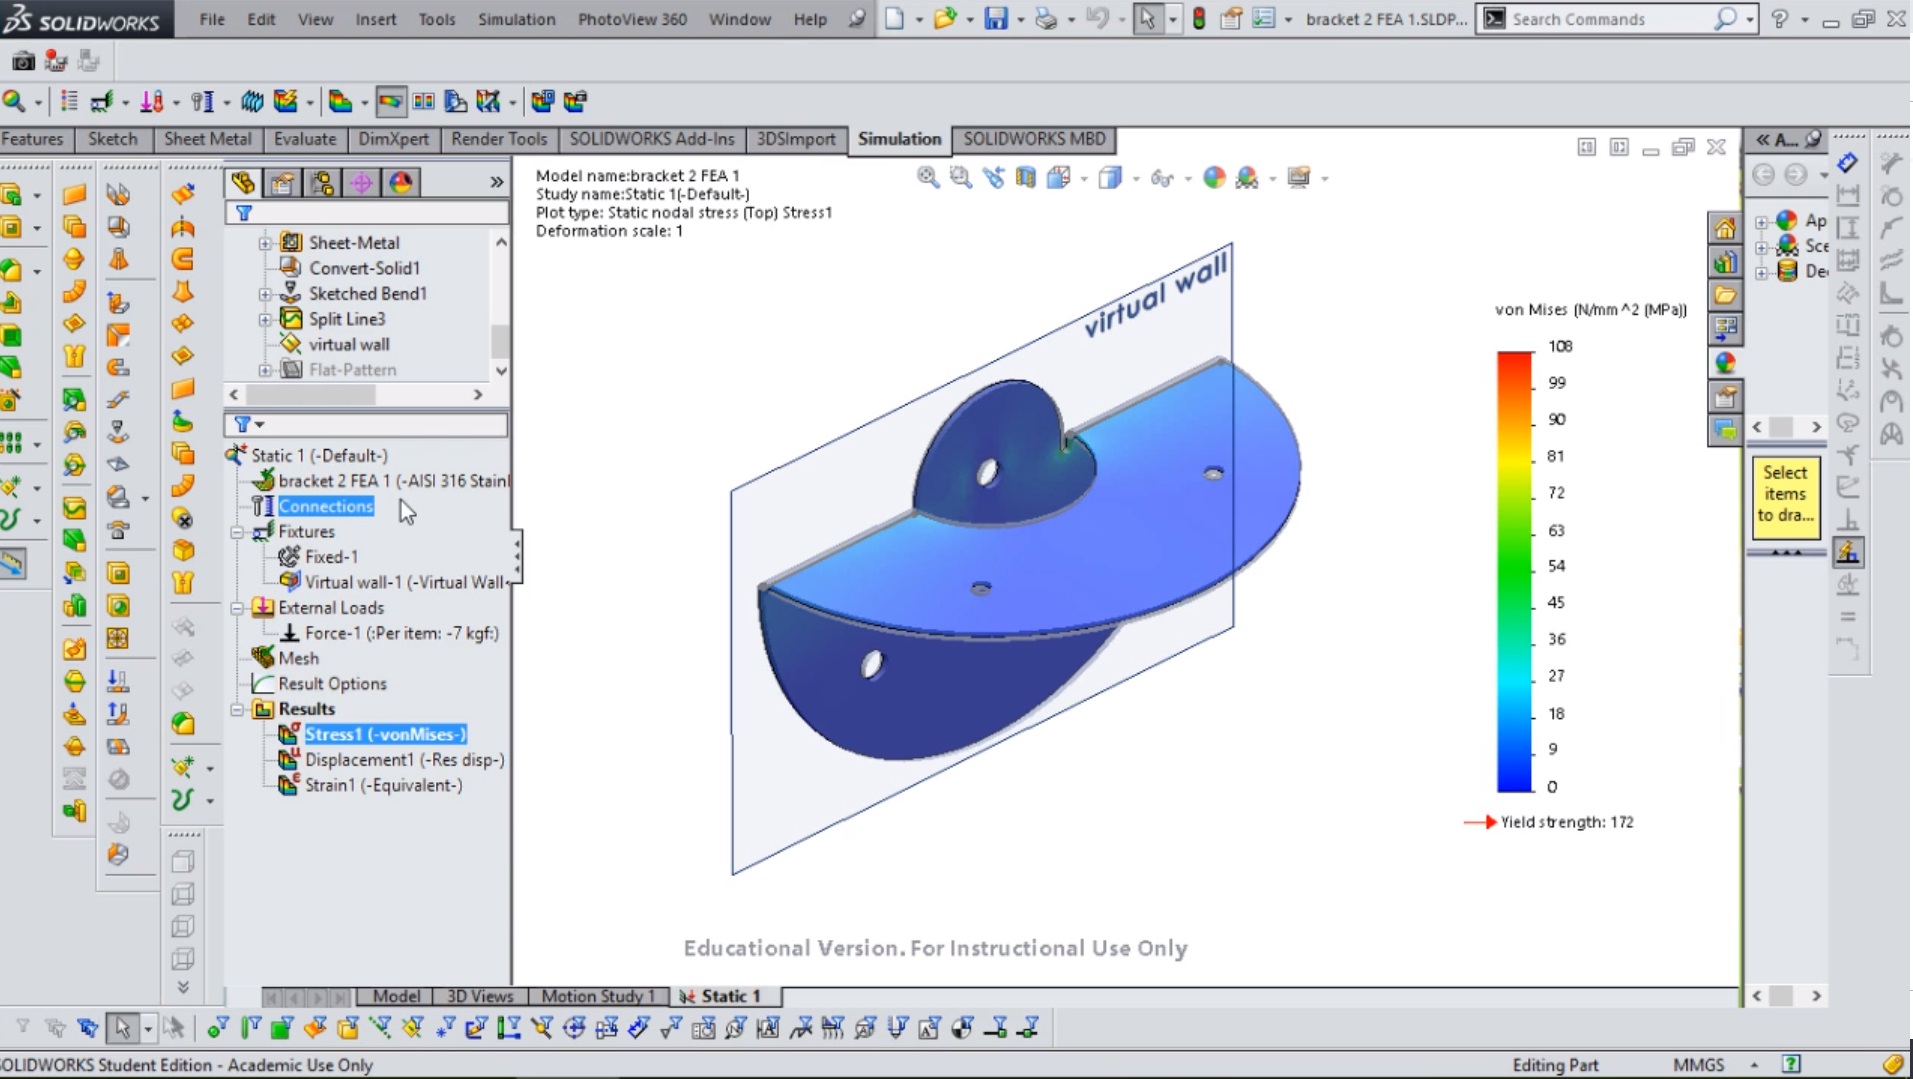 SOLIDWORKS
File Edit View Insert Tools Simulation PhotoView 360 Window Help
bracket 2 FEA 1.SLDP...
Search Commands
Features Sketch Sheet Metal Evaluate DimXpert Render Tools SOLIDWORKS Add-Ins 3DSImport Simulation SOLIDWORKS MBD
« A...
Sheet-Metal
Convert-Solid1
Sketched Bend1
Split Line3
virtual wall
Flat-Pattern
Static 1 (-Default-)
bracket 2 FEA 1 (-AISI 316 Stainl
Connections
Fixtures
Fixed-1
Virtual wall-1 (-Virtual Wall-
External Loads
Force-1 (:Per item: -7 kgf:)
Mesh
Result Options
Results
Stress1 (-vonMises-)
Displacement1 (-Res disp-)
Strain1 (-Equivalent-)
Model name:bracket 2 FEA 1
Study name:Static 1(-Default-)
Plot type: Static nodal stress (Top) Stress1
Deformation scale: 1
virtual wall
von Mises (N/mm^2 (MPa))
108
99
90
81
72
63
54
45
36
27
18
9
0
Yield strength: 172
Ap
Sce
De
Select
items
to dra...
Educational Version. For Instructional Use Only
Model 3D Views Motion Study 1 Static 1
SOLIDWORKS Student Edition - Academic Use Only
Editing Part
MMGS